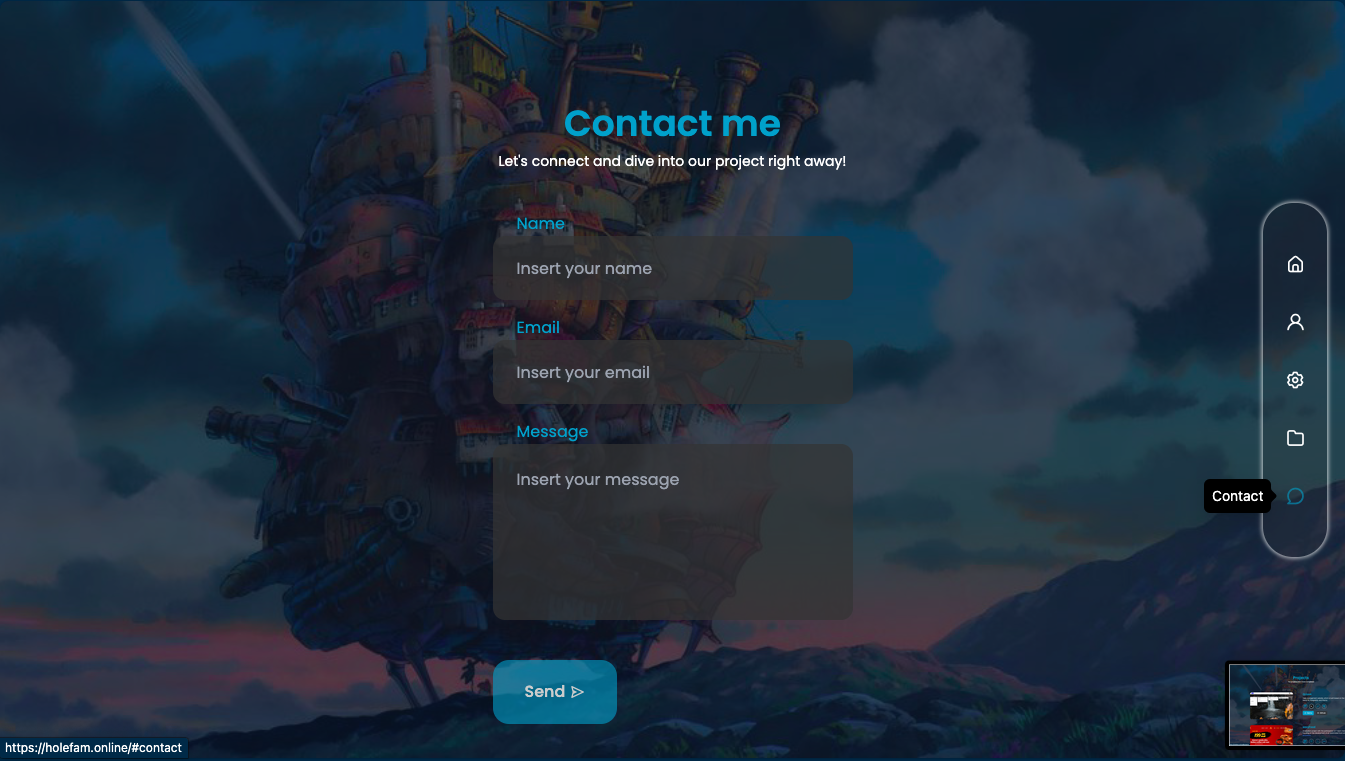 Contact me
Let's connect and dive into our project right away!
Name
Insert your name
Email
Insert your email
Message
Insert your message
Contact
Send
https://holefam.online/#contact